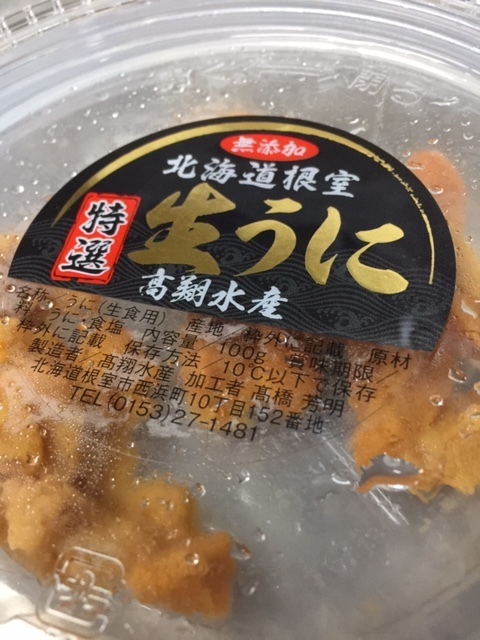 無添加
北海道根室
特選
生うに
高翔水産
名称／うに(生食用) 産地／枠外に記載 原材
料／うに、食塩 内容量／100g 賞味期限／
枠外に記載 保存方法／10℃以下で保存
製造者／高翔水産 加工者 髙橋 芳明
北海道根室市西浜町10丁目152番地
TEL(0153)27-1481